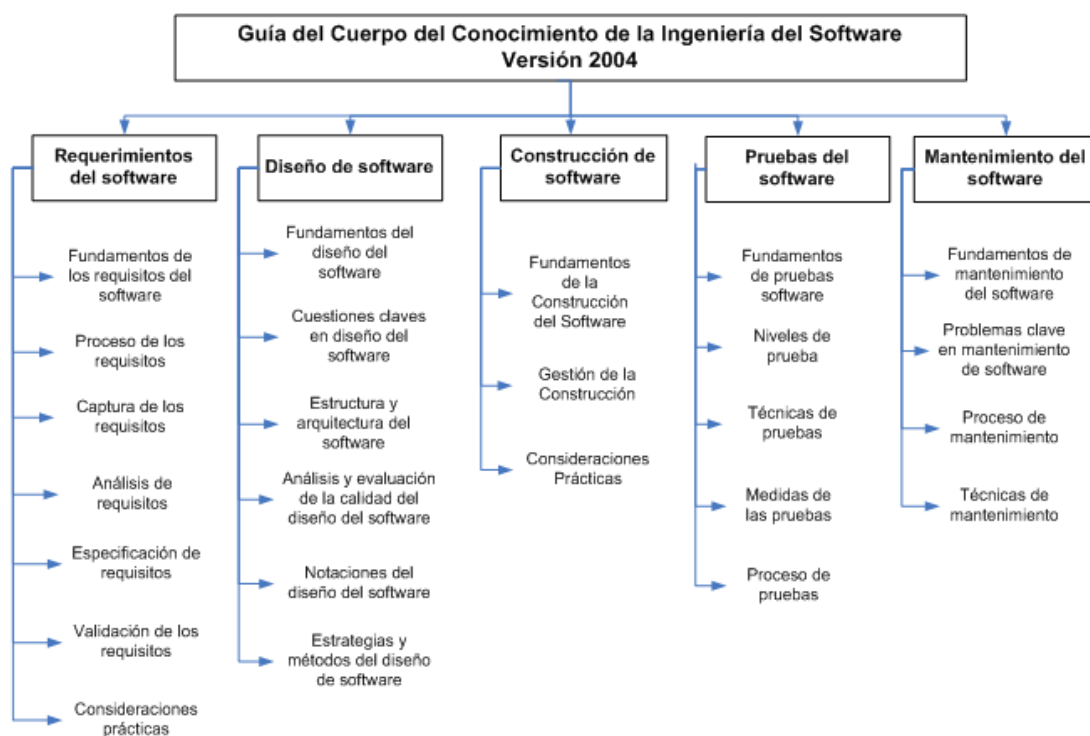 Guía del Cuerpo del Conocimiento de la Ingeniería del Software
Versión 2004
Requerimientos
del software
Fundamentos de
los requisitos del
software
Proceso de los
requisitos
Captura de los
requisitos
Análisis de
requisitos
Especificación de
requisitos
Validación de los
requisitos
Consideraciones
prácticas
Diseño de software
Fundamentos del
diseño del
software
Cuestiones claves
en diseño del
software
Estructura y
arquitectura del
software
Análisis y evaluación
de la calidad del
diseño del software
Notaciones del
diseño del software
Estrategias y
métodos del diseño
de software
Construcción de
software
Fundamentos
de la
Construcción
del Software
Gestión de la
Construcción
Consideraciones
Prácticas
Pruebas del
software
Fundamentos
de pruebas
software
Niveles de
prueba
Técnicas de
pruebas
Medidas de
las pruebas
Proceso de
pruebas
Mantenimiento del
software
Fundamentos de
mantenimiento
del software
Problemas clave
en mantenimiento
de software
Proceso de
mantenimiento
Técnicas de
mantenimiento